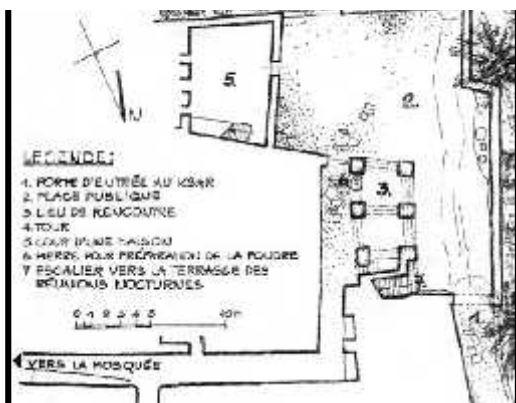 5.
2.
N
3.
LEGENDE:
1. PORTE D'ENTRÉE AU KSAR
2. PLACE PUBLIQUE
3 LIEU DE RENCONTRE
4. TOUR
5 COUR D'UNE MAISON
6 PIERRE POUR PRÉPARATION DE LA POUDRE
7 ESCALIER VERS LA TERRASSE DES
RÉUNIONS NOCTURNES
0 1 2 3 4 5 10m
VERS LA MOSQUÉE